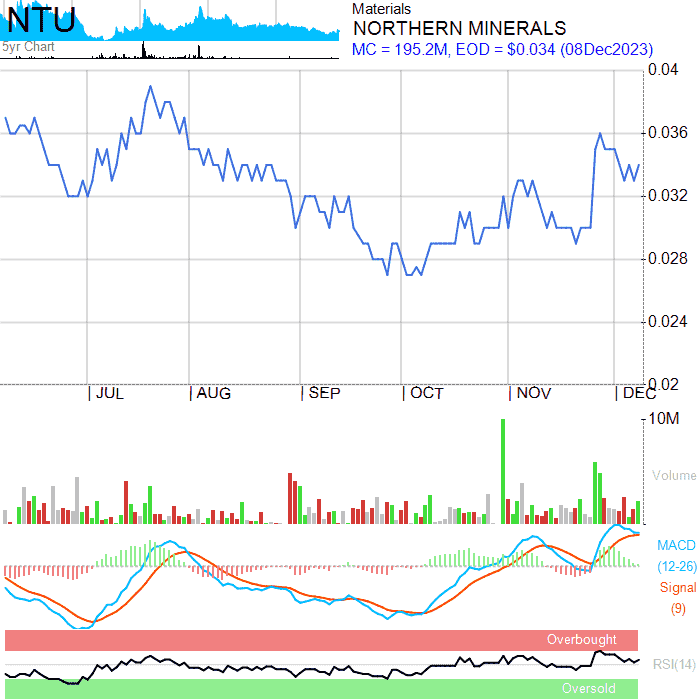 NTU
5yr Chart
Materials
NORTHERN MINERALS
MC = 195.2M, EOD = $0.034 (08Dec2023)
0.04
0.036
0.032
0.028
0.024
0.02
JUL AUG SEP OCT NOV DEC
10M
Volume
MACD
(12-26)
Signal
(9)
Overbought
RSI(14)
Oversold